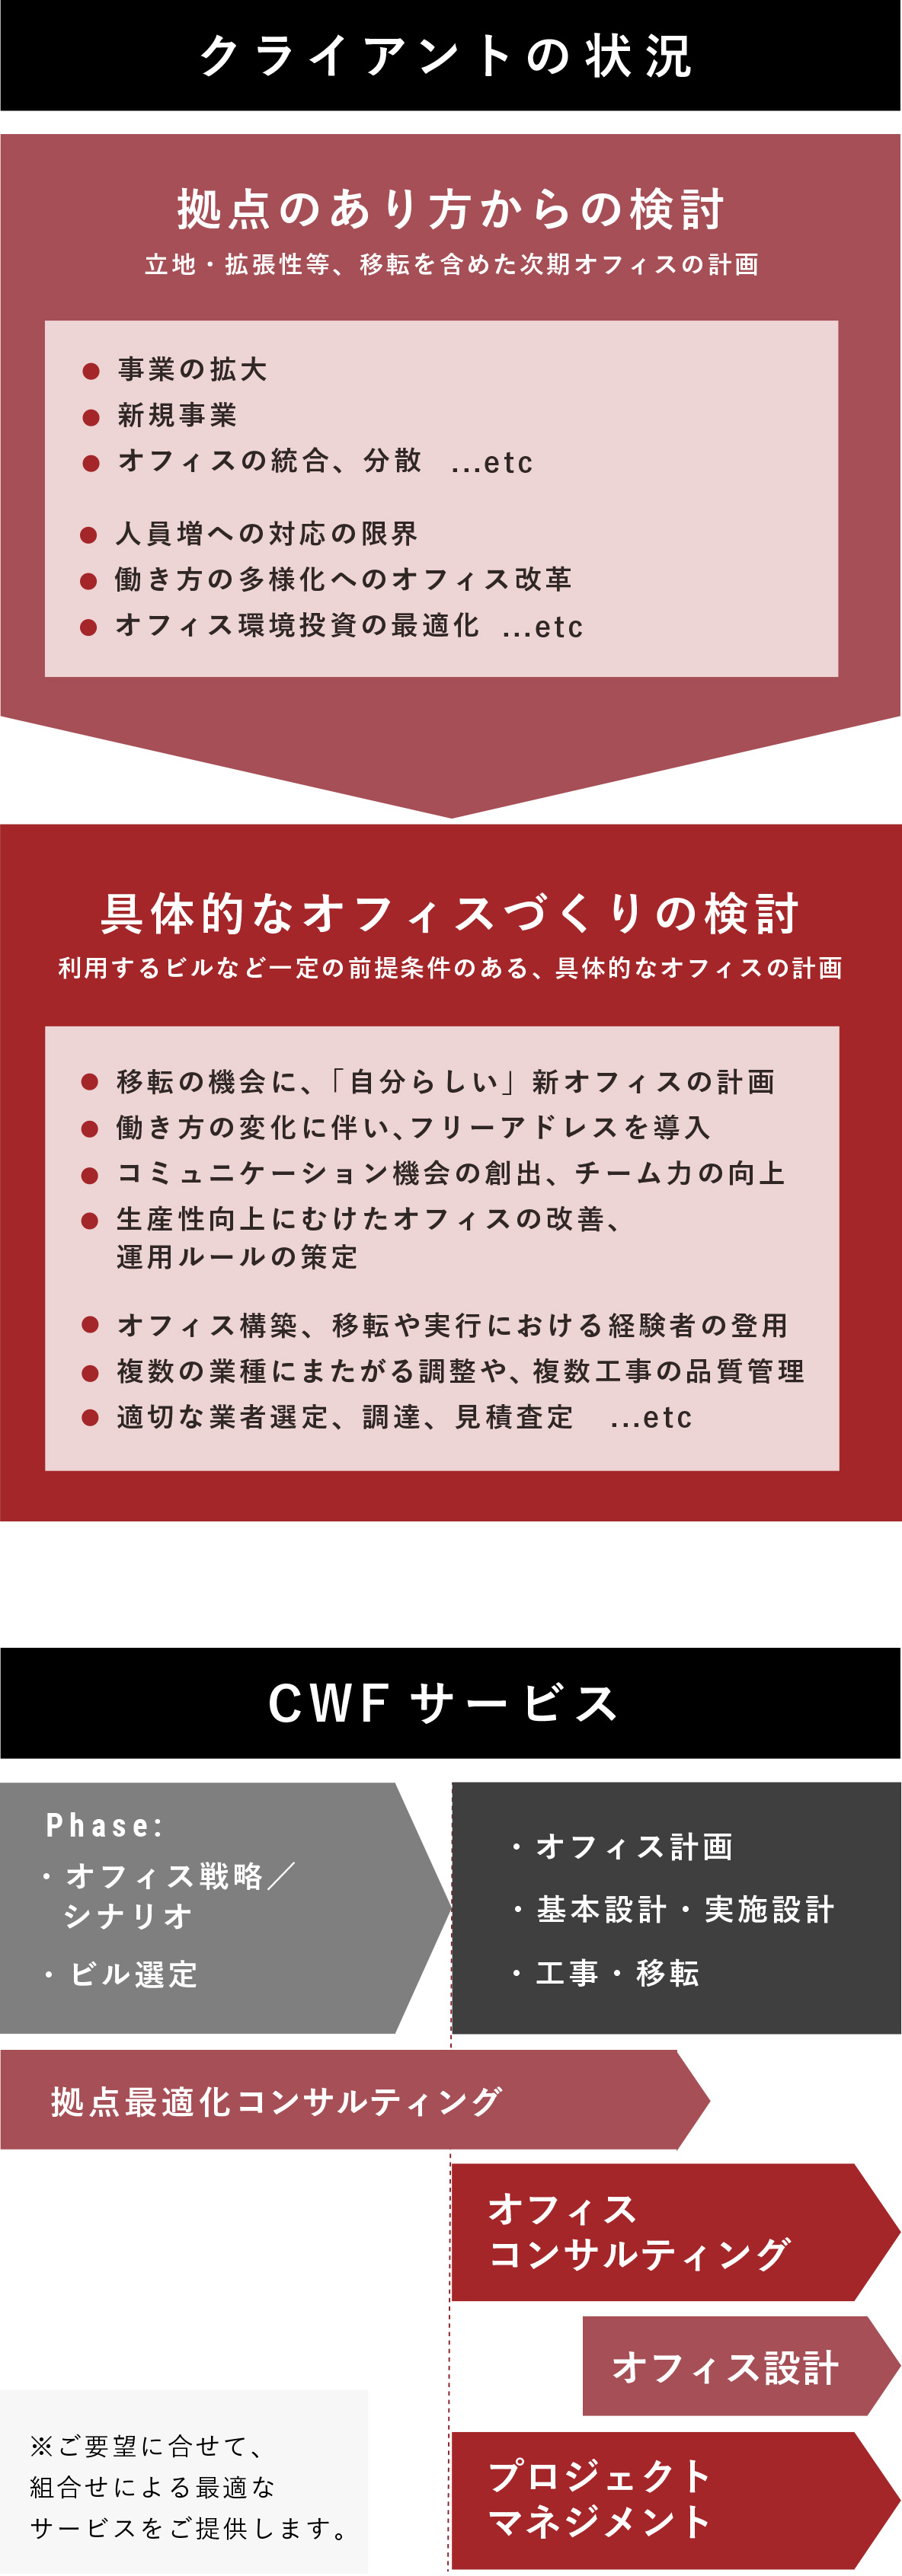 クライアントの状況
拠点のあり方からの検討
立地・拡張性等、移転を含めた次期オフィスの計画
● 事業の拡大
● 新規事業
● オフィスの統合、分散 ...etc
● 人員増への対応の限界
● 働き方の多様化へのオフィス改革
● オフィス環境投資の最適化 ...etc
具体的なオフィスづくりの検討
利用するビルなど一定の前提条件のある、具体的なオフィスの計画
● 移転の機会に、「自分らしい」新オフィスの計画
● 働き方の変化に伴い、フリーアドレスを導入
● コミュニケーション機会の創出、チーム力の向上
● 生産性向上にむけたオフィスの改善、
運用ルールの策定
● オフィス構築、移転や実行における経験者の登用
● 複数の業種にまたがる調整や、複数工事の品質管理
● 適切な業者選定、調達、見積査定 ...etc
CWF サービス
Phase:
・オフィス戦略／
シナリオ
・ビル選定
・オフィス計画
・基本設計・実施設計
・工事・移転
拠点最適化コンサルティング
オフィス
コンサルティング
オフィス設計
プロジェクト
マネジメント
※ご要望に合せて、
組合せによる最適な
サービスをご提供します。